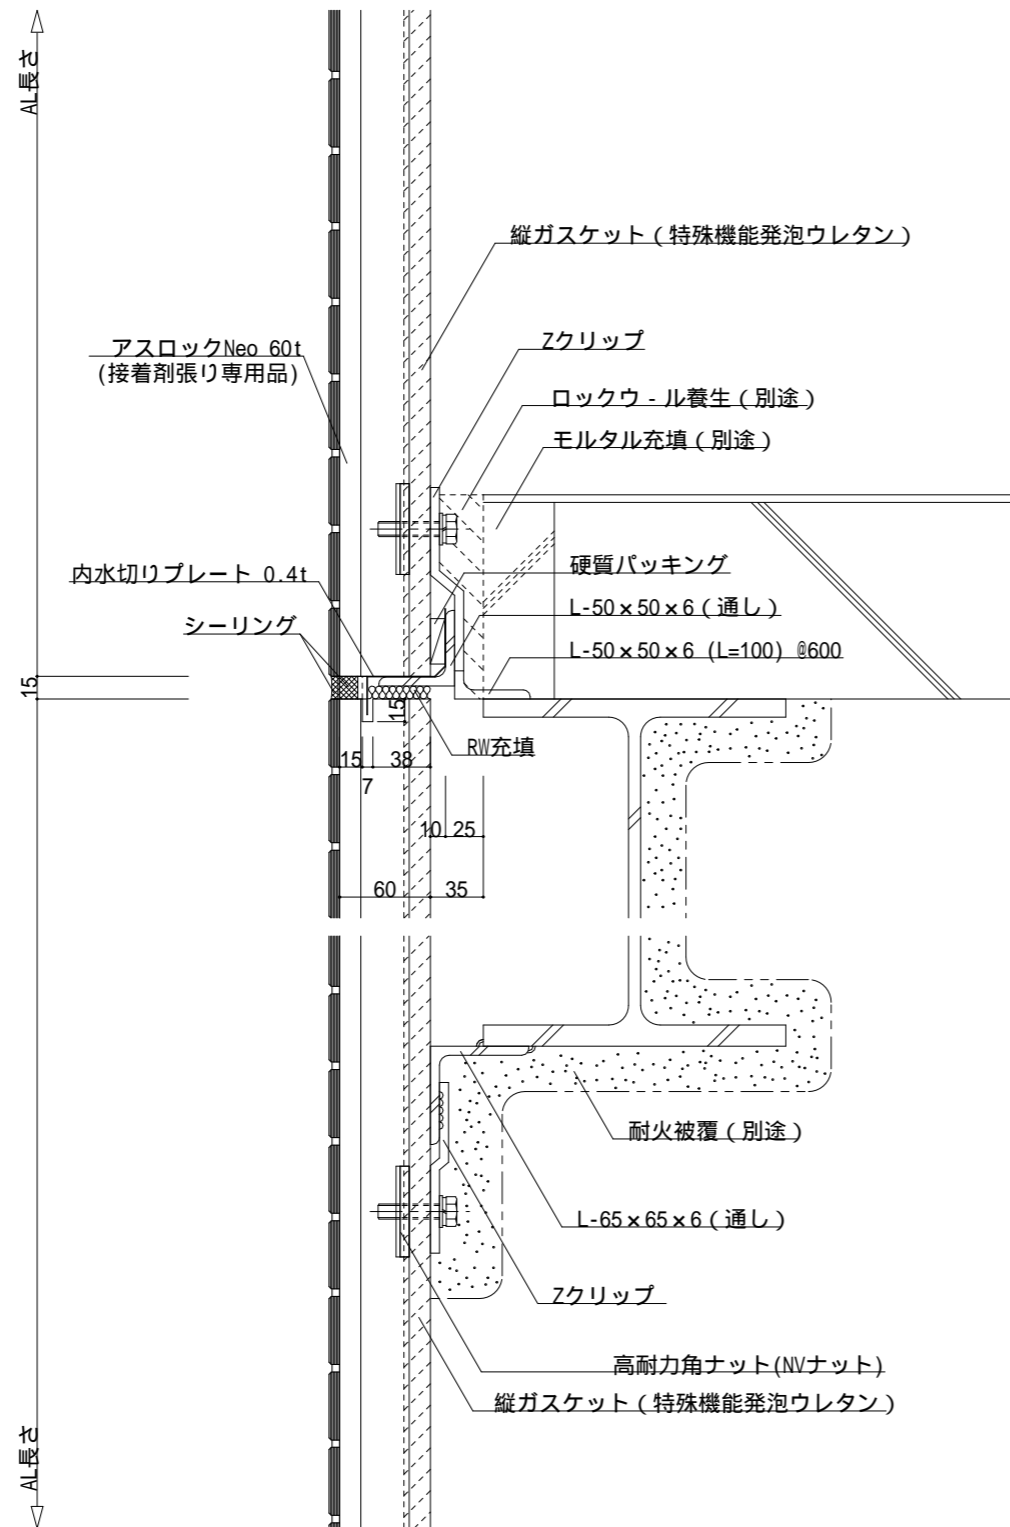 AL長さ
縦ガスケット（特殊機能発泡ウレタン）
アスロックNeo 60t
(接着剤張り専用品)
Zクリップ
ロックウ‐ル養生（別途）
モルタル充填（別途）
内水切りプレート 0.4t
硬質パッキング
シーリング
L-50×50×6（通し）
L-50×50×6 (L=100) @600
15
15
RW充填
15
38
7
10
25
60
35
耐火被覆（別途）
L-65×65×6（通し）
Zクリップ
高耐力角ナット(NVナット)
縦ガスケット（特殊機能発泡ウレタン）
AL長さ